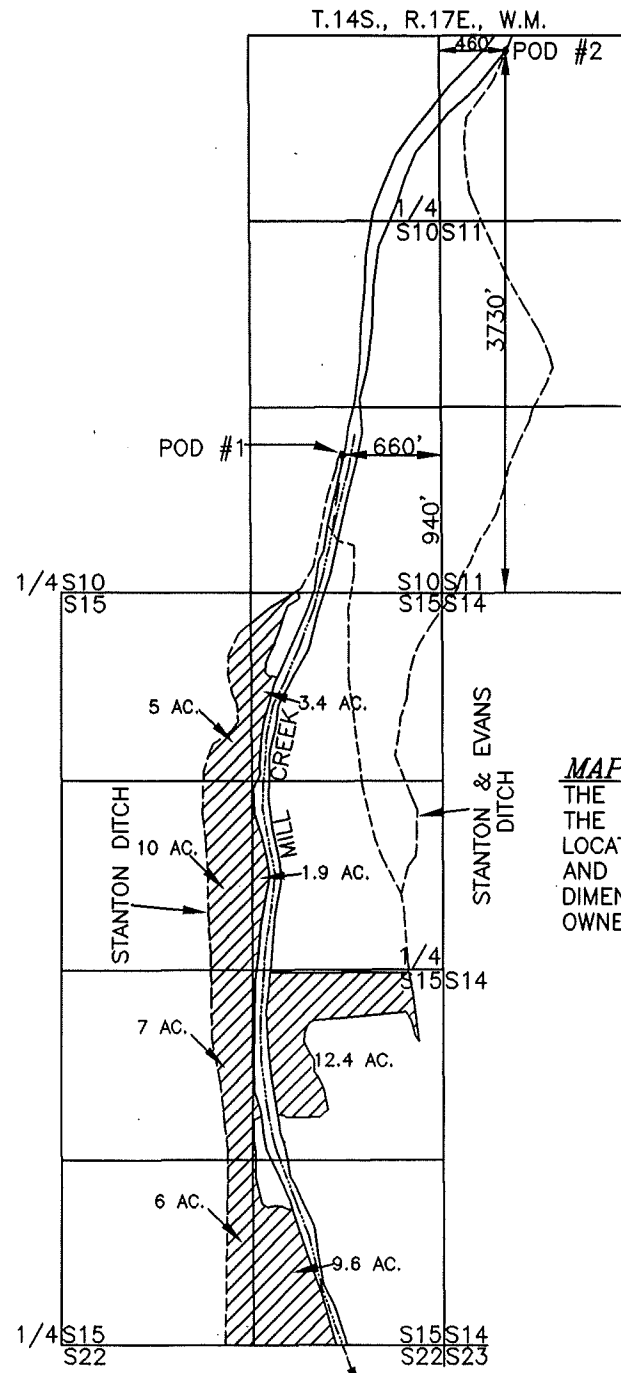 T.14S., R.17E., W.M.
460'
POD #2
1/4
S10 S11
3730'
POD #1
660'
940'
1/4 S10
S15
S10 S11
S15 S14
5 AC.
3.4 AC.
MILL CREEK
STANTON & EVANS
DITCH
STANTON DITCH
10 AC.
1.9 AC.
MAP
THE
THE
LOCAT
AND
DIMEN
OWNE
1/4
S15 S14
7 AC.
12.4 AC.
6 AC.
9.6 AC.
1/4 S15
S22
S15 S14
S22 S23